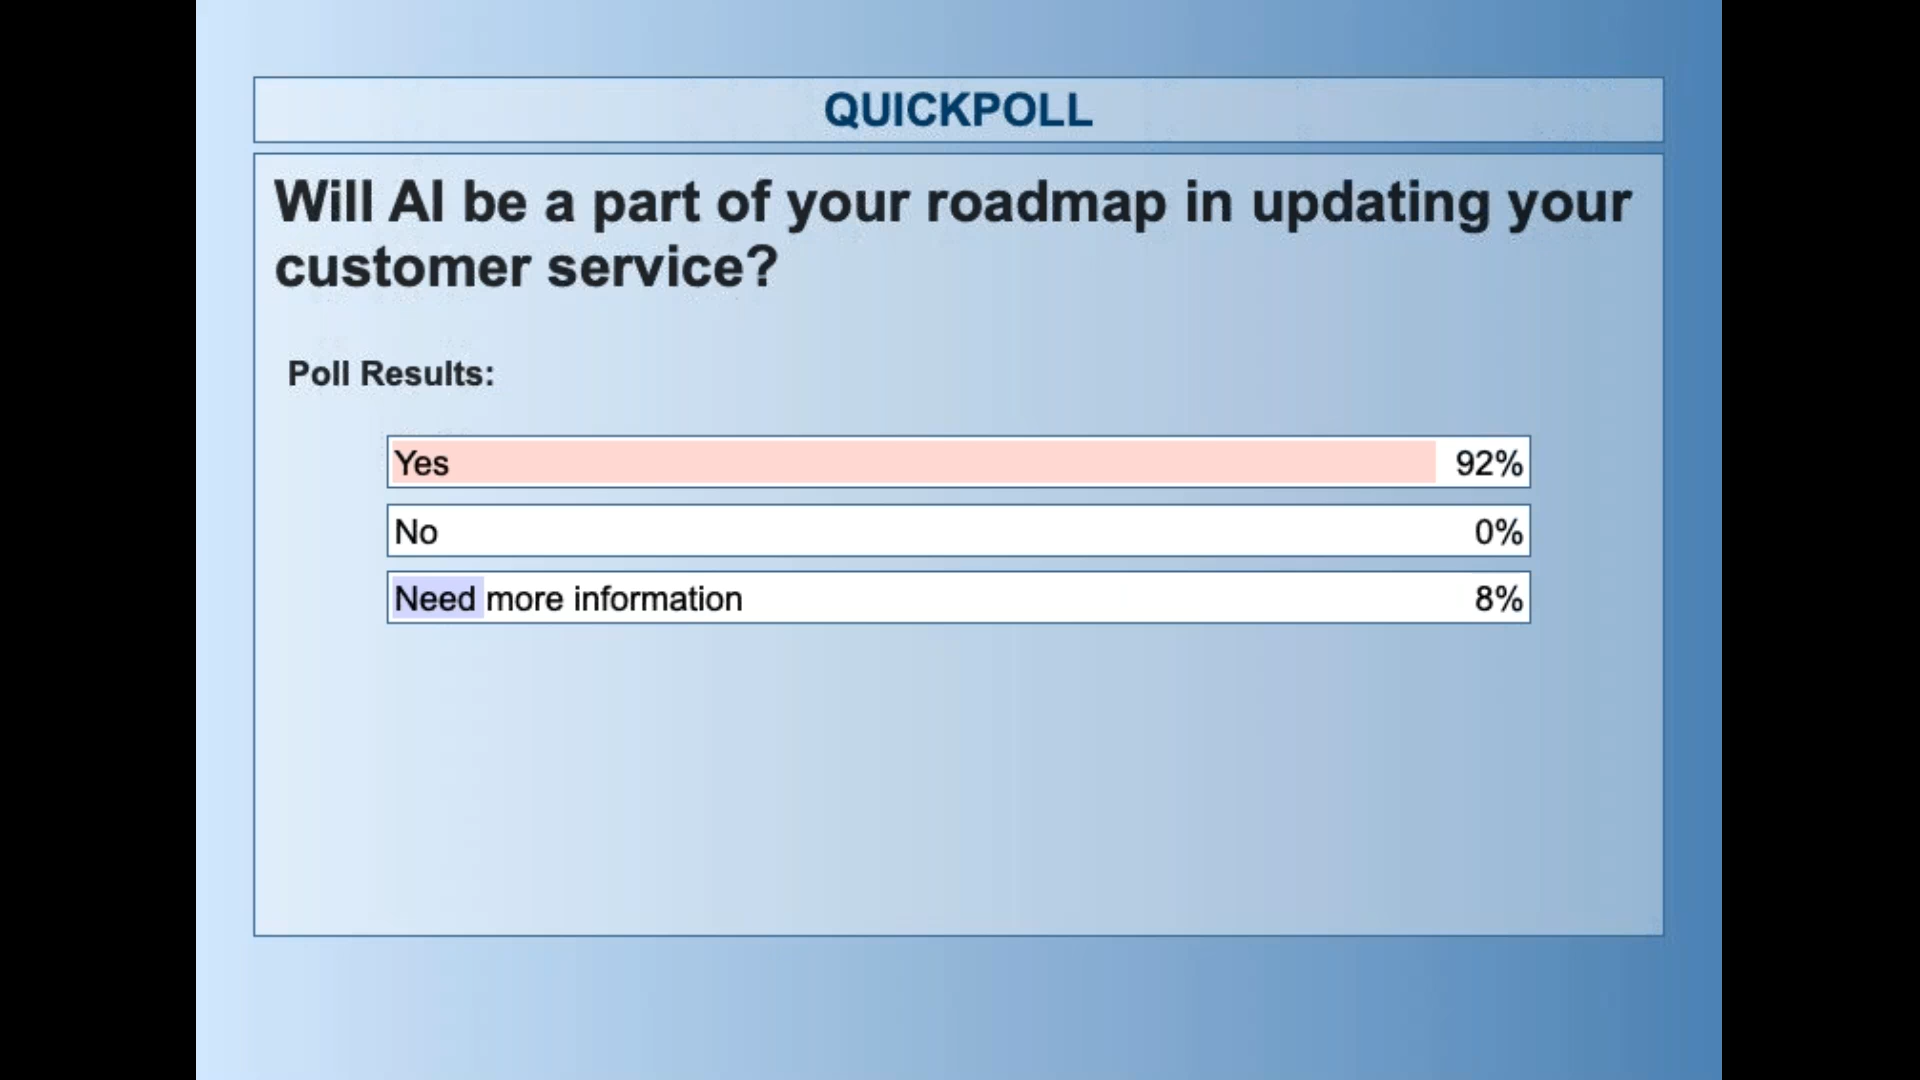 QUICKPOLL
Will AI be a part of your roadmap in updating your
customer service?
Poll Results:
Yes 92%
No 0%
Need more information 8%